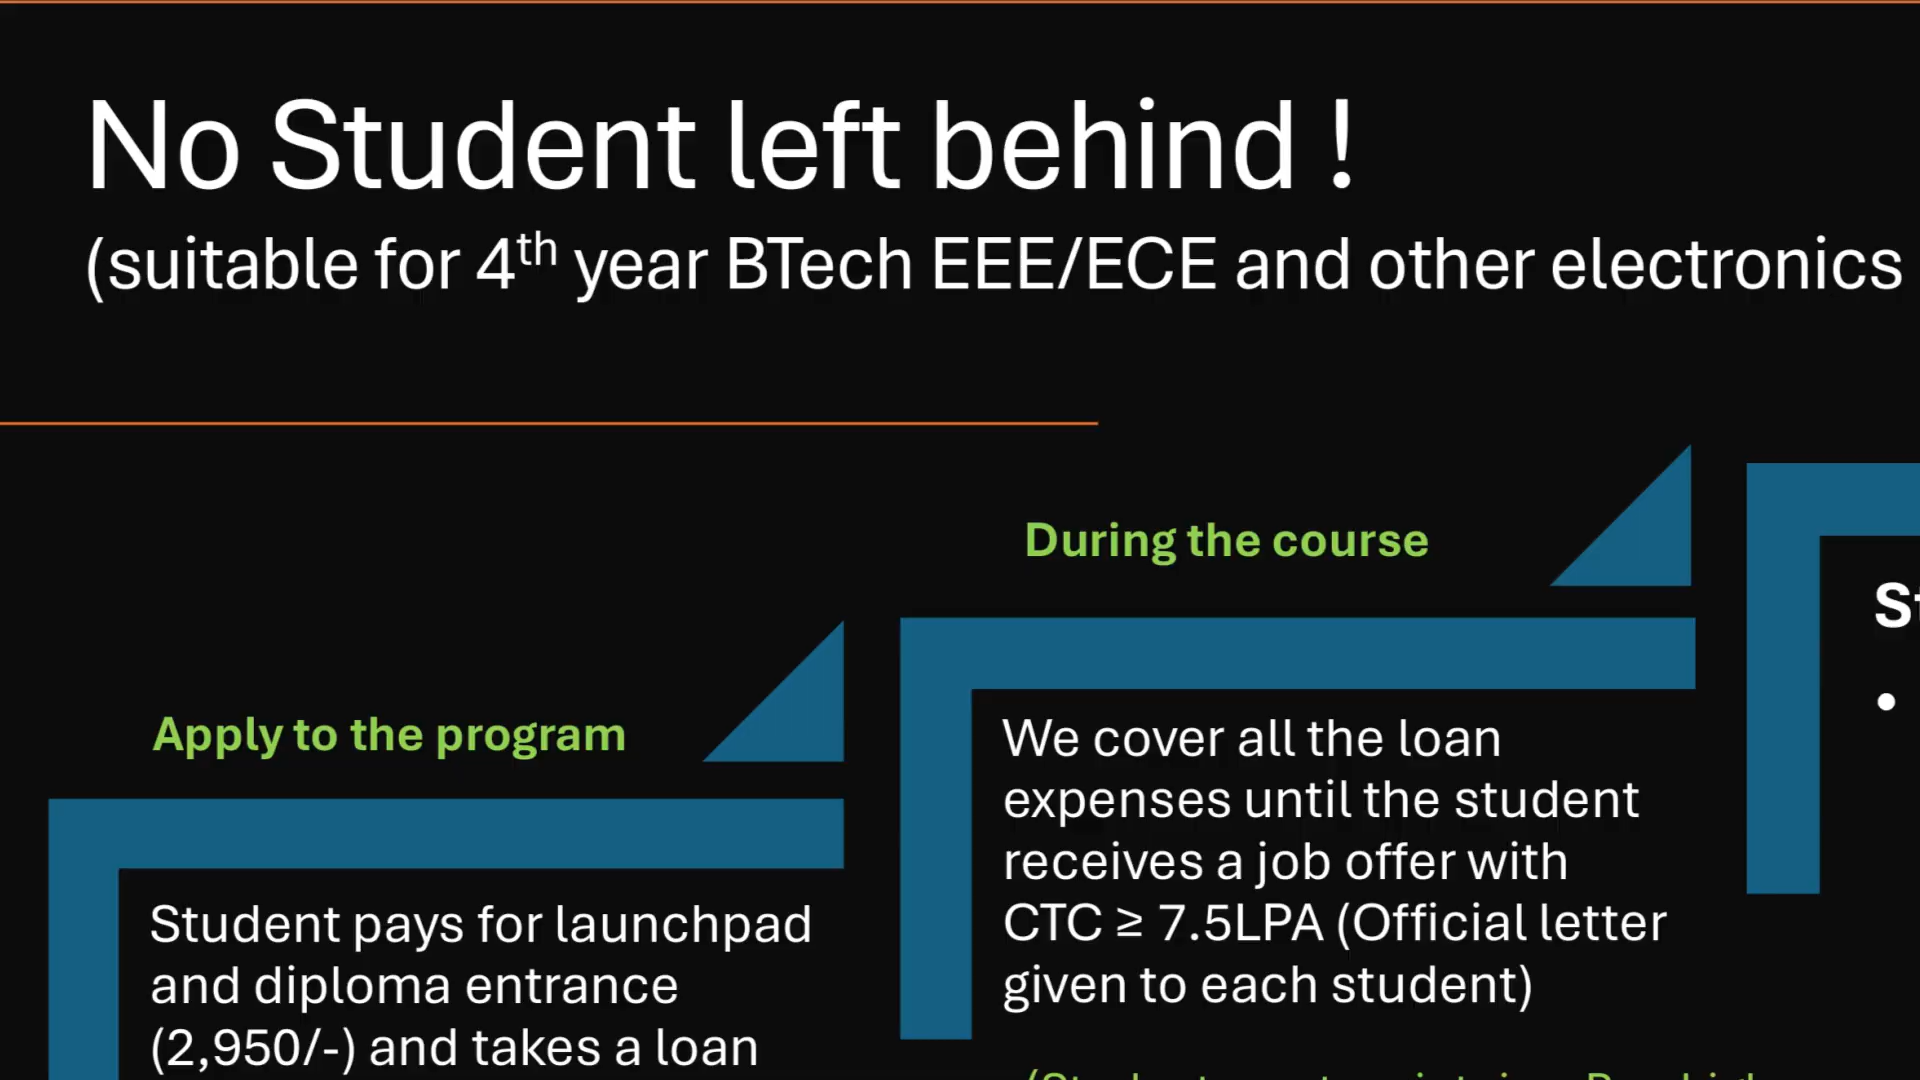 No Student left behind !
(suitable for 4th year BTech EEE/ECE and other electronics
Apply to the program
Student pays for launchpad
and diploma entrance
(2,950/-) and takes a loan
During the course
We cover all the loan
expenses until the student
receives a job offer with
CTC ≥ 7.5LPA (Official letter
given to each student)